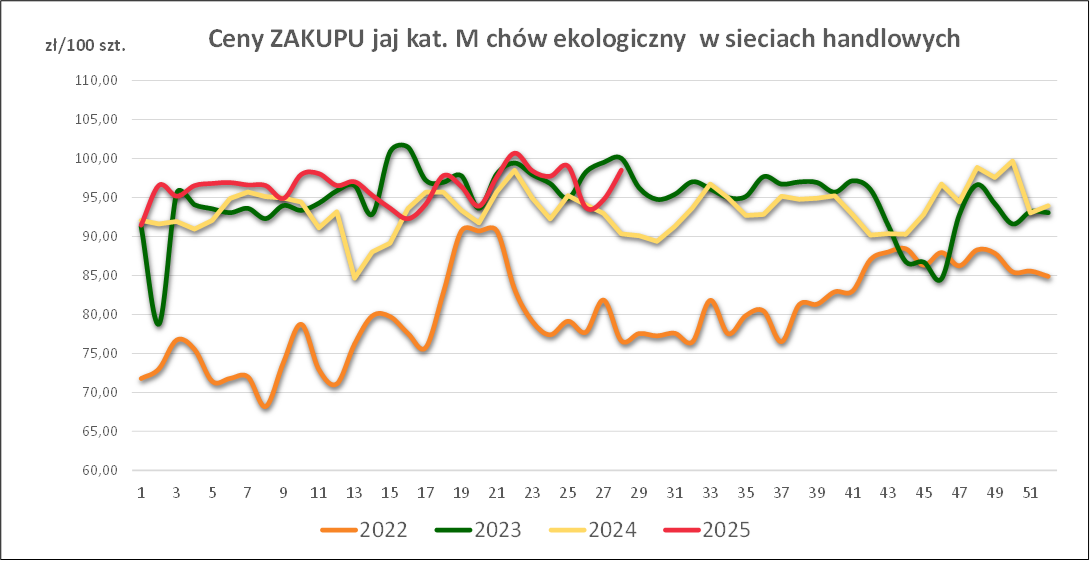 zł/100 szt.
Ceny ZAKUPU jaj kat. M chów ekologiczny w sieciach handlowych
110,00
105,00
100,00
95,00
90,00
85,00
80,00
75,00
70,00
65,00
60,00
1 3 5 7 9 11 13 15 17 19 21 23 25 27 29 31 33 35 37 39 41 43 45 47 49 51
2022 2023 2024 2025